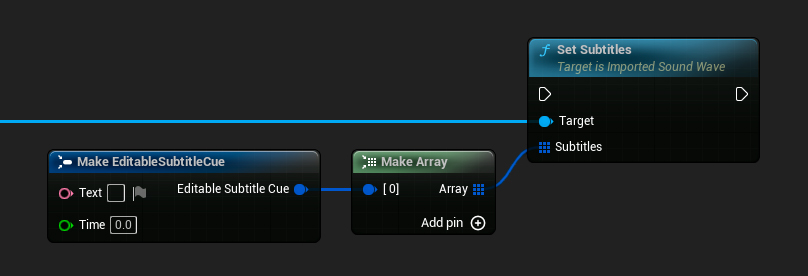 Set Subtitles
Target is Imported Sound Wave
Target
Subtitles
Make EditableSubtitleCue
Text
Editable Subtitle Cue
Time 0.0
Make Array
[ 0]
Array
Add pin